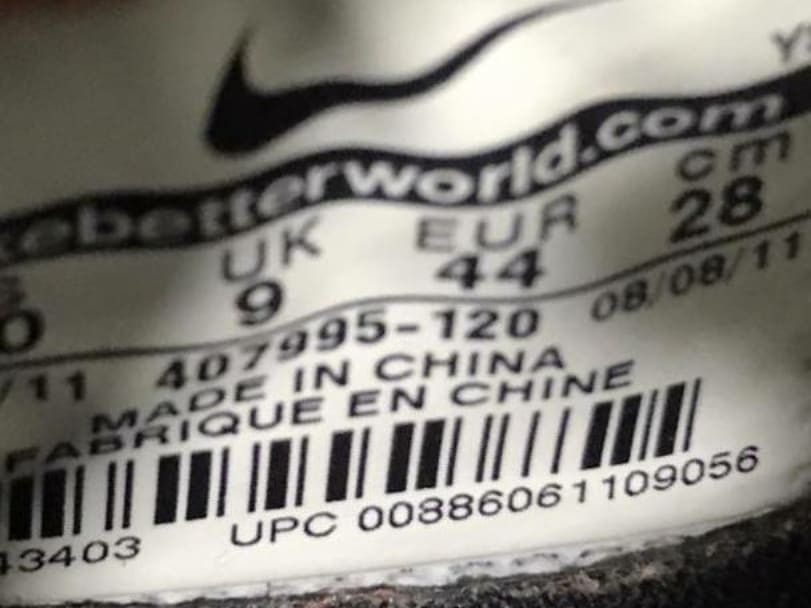 ebetterworld.com
UK EUR cm
9 44 28
/11 407995-120 08/08/11
MADE IN CHINA
FABRIQUE EN CHINE
43403 UPC 00886061109056